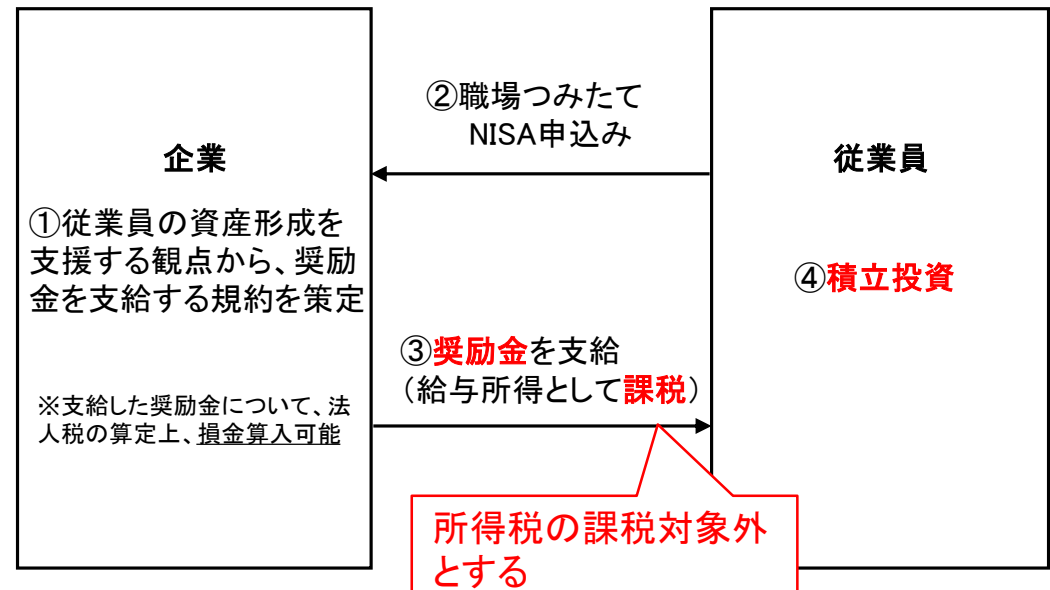 企業
①従業員の資産形成を
支援する観点から、奨励
金を支給する規約を策定
※支給した奨励金について、法
人税の算定上、損金算入可能
②職場つみたて
NISA申込み
③奨励金を支給
（給与所得として課税）
所得税の課税対象外
とする
従業員
④積立投資